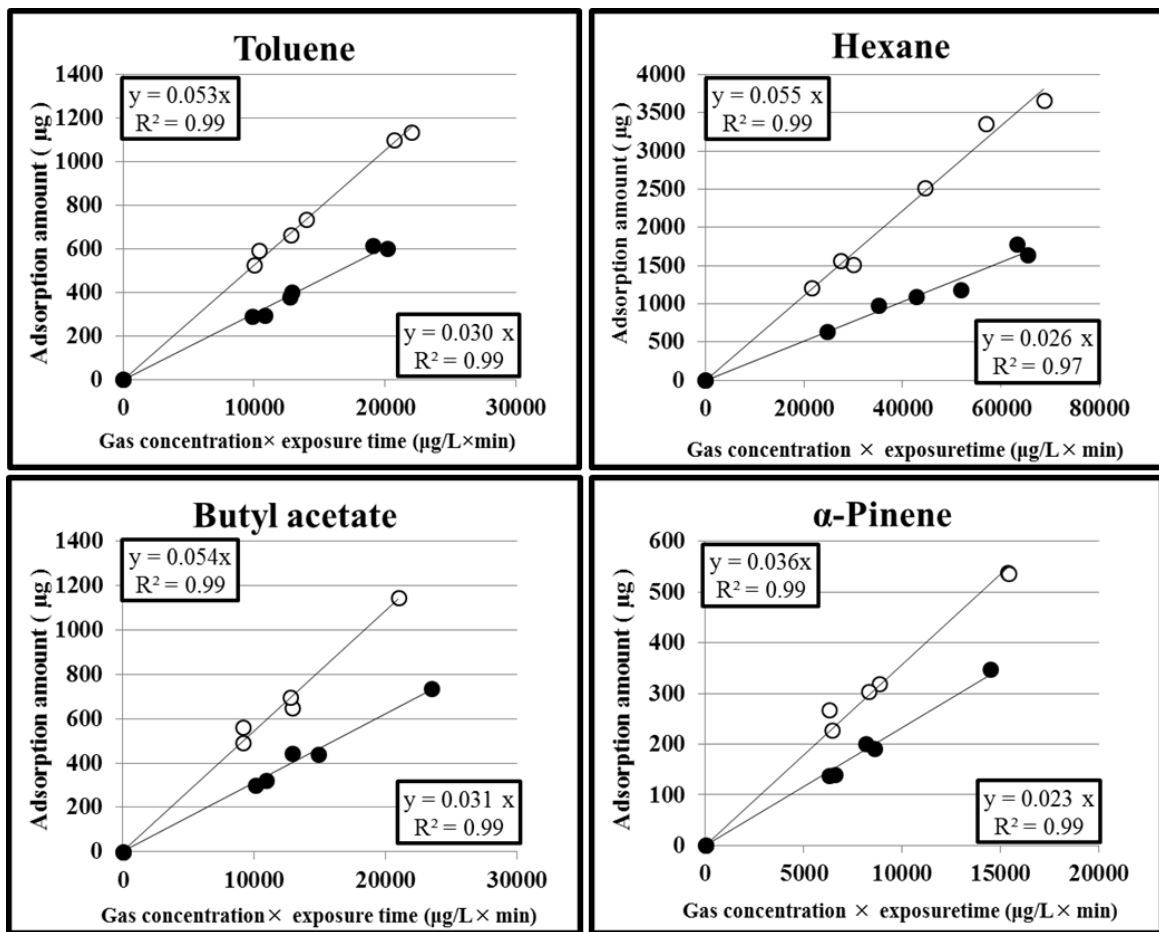 Toluene
1400
1200
1000
800
600
400
200
0
y = 0.053x
R² = 0.99
y = 0.030 x
R² = 0.99
0 10000 20000 30000
Adsorption amount ( µg )
Gas concentration× exposure time (µg/L×min)
Hexane
4000
3500
3000
2500
2000
1500
1000
500
0
y = 0.055 x
R² = 0.99
y = 0.026 x
R² = 0.97
0 20000 40000 60000 80000
Adsorption amount ( µg )
Gas concentration × exposuretime (µg/L× min)
Butyl acetate
1400
1200
1000
800
600
400
200
0
y = 0.054x
R² = 0.99
y = 0.031 x
R² = 0.99
0 10000 20000 30000
Adsorption amount ( µg )
Gas concentration× exposure time (µg/L× min)
α-Pinene
600
500
400
300
200
100
0
y = 0.036x
R² = 0.99
y = 0.023 x
R² = 0.99
0 5000 10000 15000 20000
Adsorption amount ( µg )
Gas concentration × exposuretime (µg/L× min)